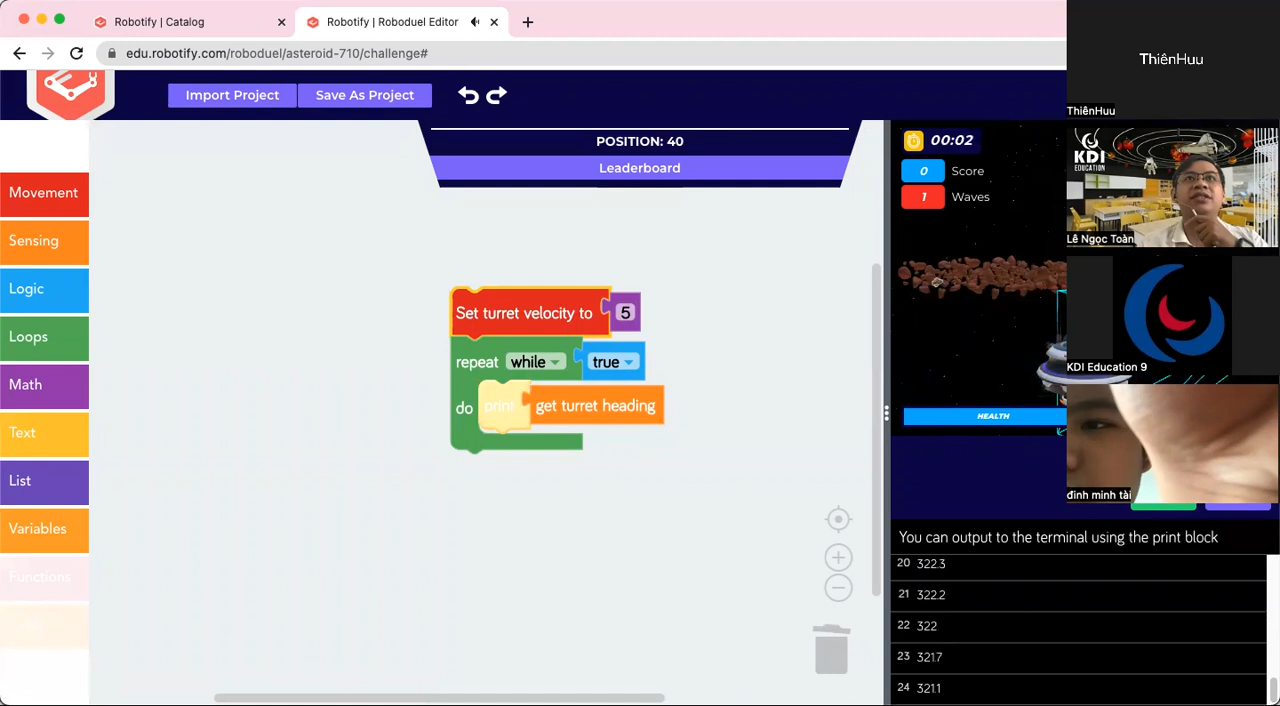 Robotify | Catalog
Robotify | Roboduel Editor
edu.robotify.com/roboduel/asteroid-710/challenge#
Import Project
Save As Project
POSITION: 40
Leaderboard
Movement
Sensing
Logic
Loops
Math
Text
List
Variables
Functions
Set turret velocity to 5
repeat while true
do print get turret heading
00:02
0 Score
1 Waves
HEALTH
You can output to the terminal using the print block
20 322.3
21 322.2
22 322
23 321.7
24 321.1
ThiênHuu
ThiênHuu
KDI
EDUCATION
Lê Ngọc Toàn
KDI Education 9
đinh minh tài